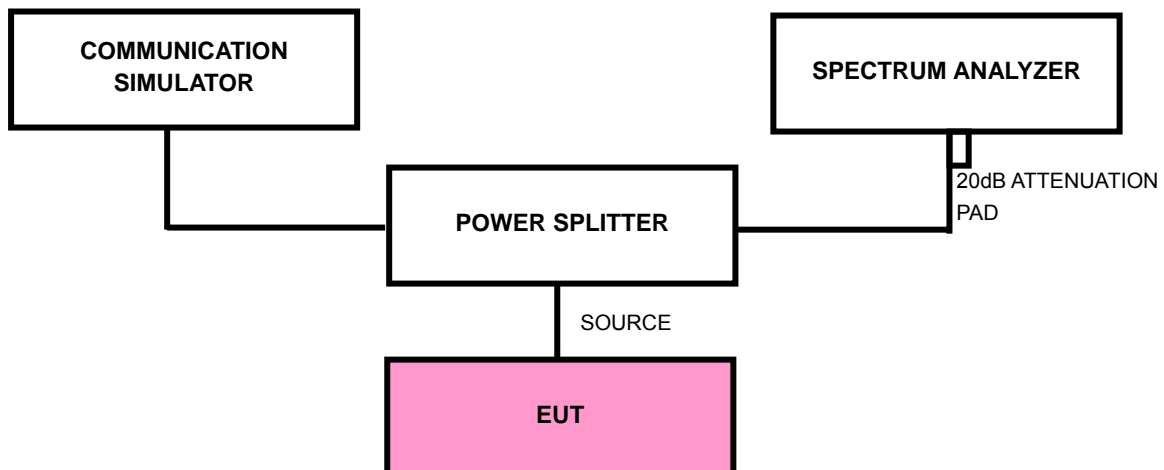 COMMUNICATION
SIMULATOR
SPECTRUM ANALYZER
20dB ATTENUATION
PAD
POWER SPLITTER
SOURCE
EUT